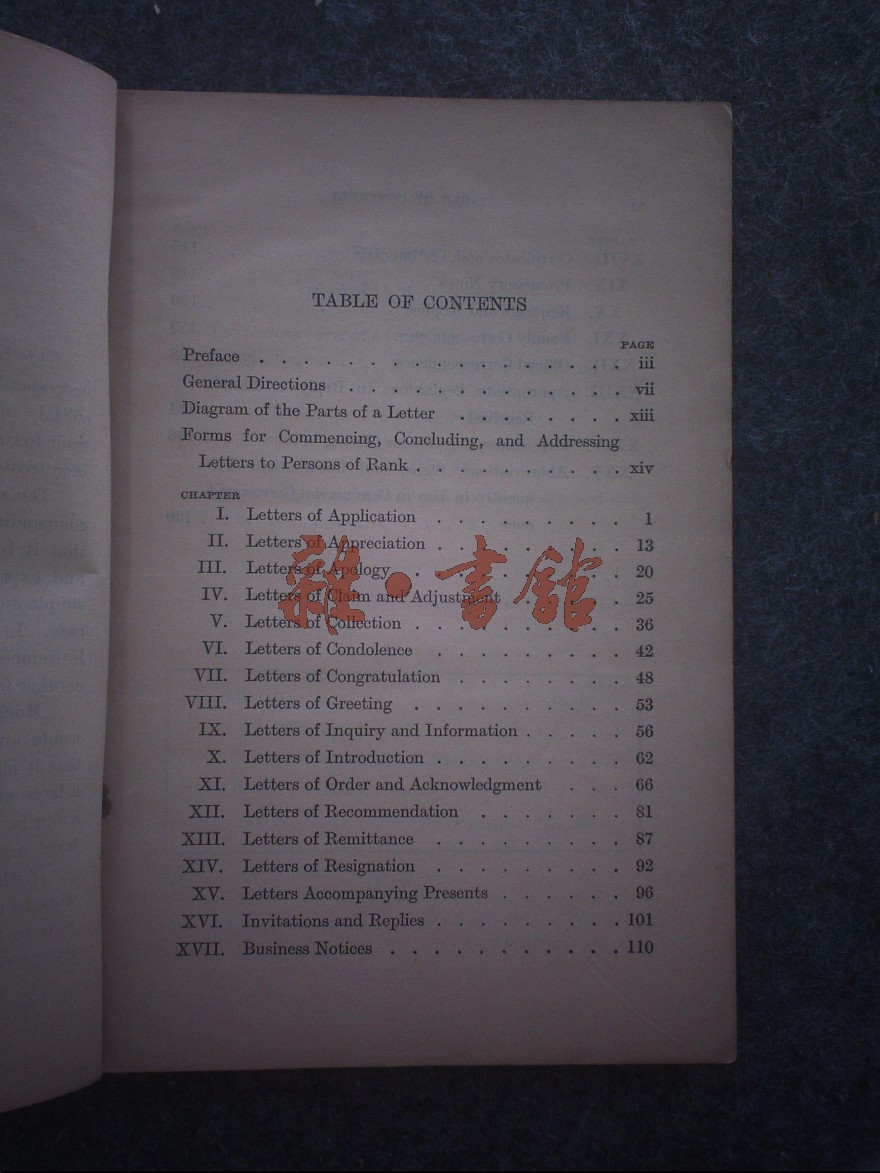 TABLE OF CONTENTS
PAGE
Preface . . . . . . . . . . . . . . . iii
General Directions . . . . . . . . . . . vii
Diagram of the Parts of a Letter . . . . . . . xiii
Forms for Commencing, Concluding, and Addressing
Letters to Persons of Rank . . . . . . . . . xiv
CHAPTER
I. Letters of Application . . . . . . . . 1
II. Letters of Appreciation . . . . . . . . 13
III. Letters of Apology . . . . . . . . . 20
IV. Letters of Claim and Adjustment . . . . . 25
V. Letters of Collection . . . . . . . . . 36
VI. Letters of Condolence . . . . . . . . 42
VII. Letters of Congratulation . . . . . . . 48
VIII. Letters of Greeting . . . . . . . . . 53
IX. Letters of Inquiry and Information . . . . . 56
X. Letters of Introduction . . . . . . . . 62
XI. Letters of Order and Acknowledgment . . . 66
XII. Letters of Recommendation . . . . . . . 81
XIII. Letters of Remittance . . . . . . . . 87
XIV. Letters of Resignation . . . . . . . . 92
XV. Letters Accompanying Presents . . . . . . 96
XVI. Invitations and Replies . . . . . . . . 101
XVII. Business Notices . . . . . . . . . . 110
雜·書館